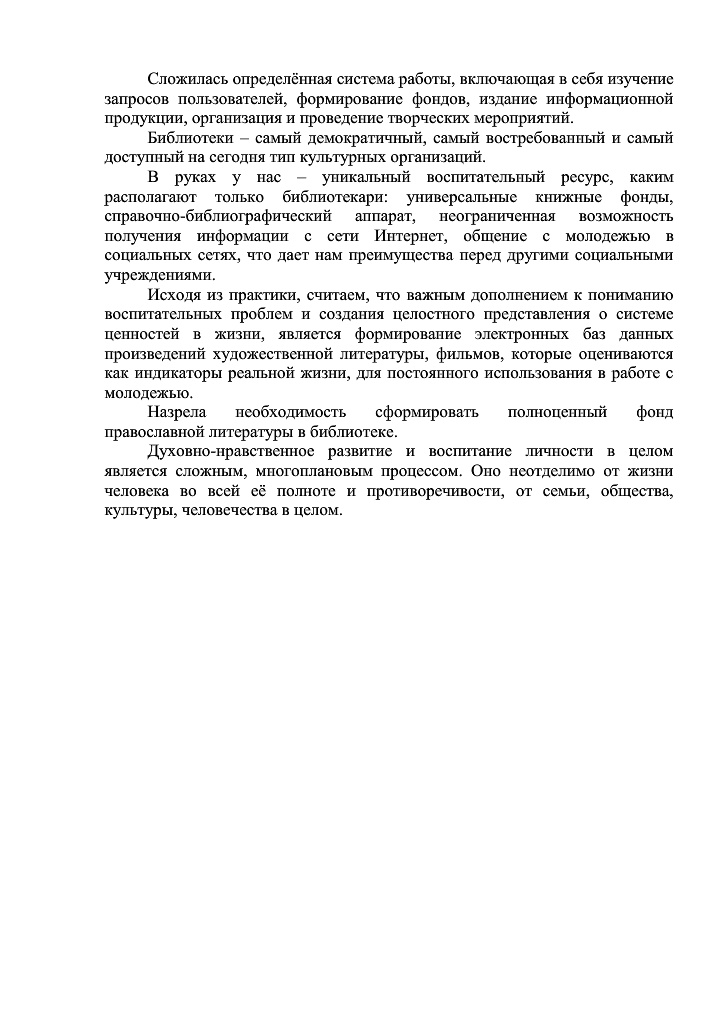 Сложилась определённая система работы, включающая в себя изучение
запросов пользователей, формирование фондов, издание информационной
продукции, организация и проведение творческих мероприятий.
Библиотеки – самый демократичный, самый востребованный и самый
доступный на сегодня тип культурных организаций.
В руках у нас – уникальный воспитательный ресурс, каким
располагают только библиотекари: универсальные книжные фонды,
справочно-библиографический аппарат, неограниченная возможность
получения информации с сети Интернет, общение с молодежью в
социальных сетях, что дает нам преимущества перед другими социальными
учреждениями.
Исходя из практики, считаем, что важным дополнением к пониманию
воспитательных проблем и создания целостного представления о системе
ценностей в жизни, является формирование электронных баз данных
произведений художественной литературы, фильмов, которые оцениваются
как индикаторы реальной жизни, для постоянного использования в работе с
молодежью.
Назрела необходимость сформировать полноценный фонд
православной литературы в библиотеке.
Духовно-нравственное развитие и воспитание личности в целом
является сложным, многоплановым процессом. Оно неотделимо от жизни
человека во всей её полноте и противоречивости, от семьи, общества,
культуры, человечества в целом.